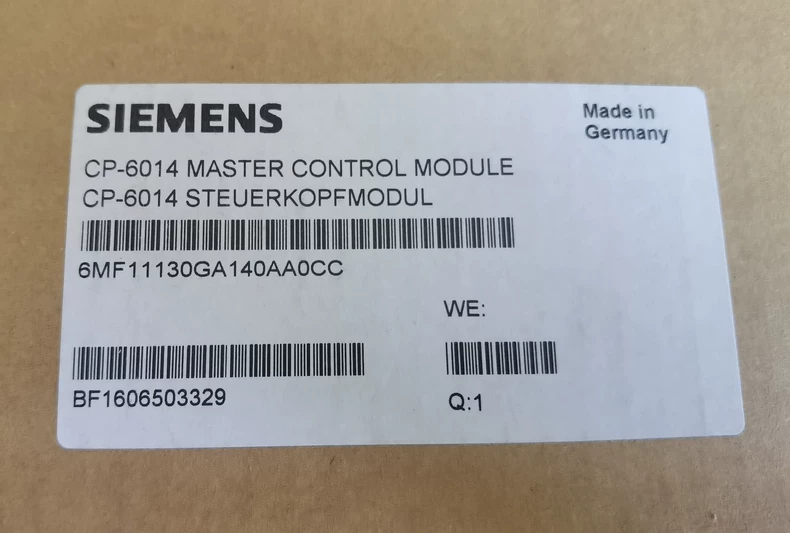 SIEMENS
Made in
Germany
CP-6014 MASTER CONTROL MODULE
CP-6014 STEUERKOPFMODUL
6MF11130GA140AA0CC
WE:
BF1606503329
Q:1